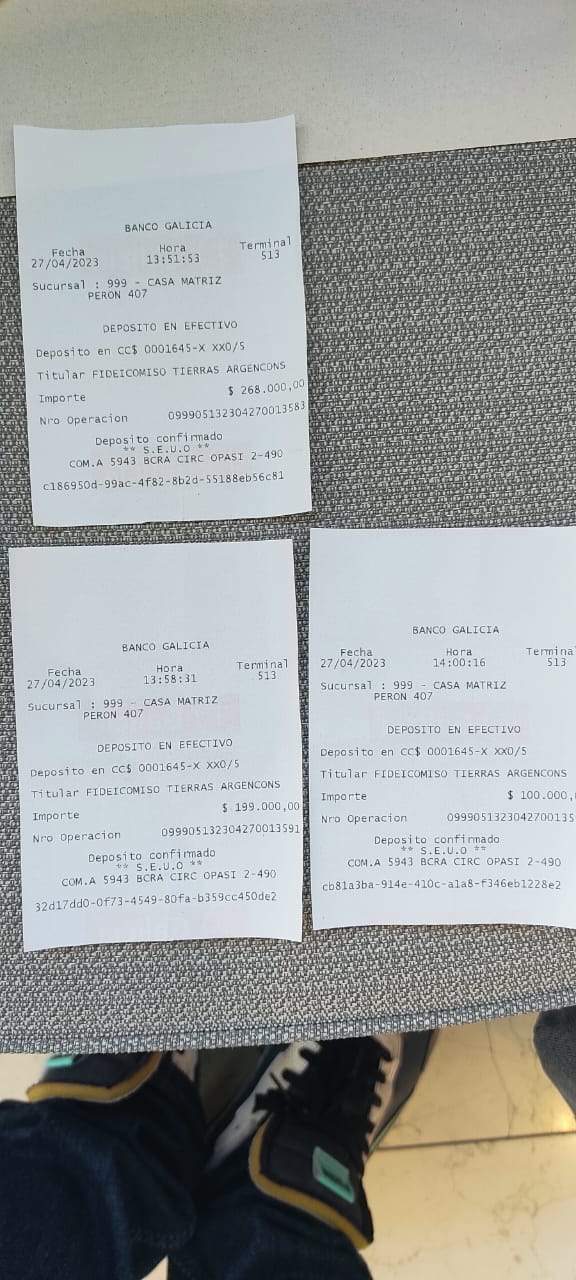 BANCO GALICIA
Fecha Hora Terminal
27/04/2023 13:51:53 513
Sucursal : 999 - CASA MATRIZ
PERON 407
DEPOSITO EN EFECTIVO
Deposito en CC$ 0001645-X XX0/5
Titular FIDEICOMISO TIERRAS ARGENCONS
Importe $ 268.000,00
Nro Operacion 099905132304270013583
Deposito confirmado
** S.E.U.O **
COM.A 5943 BCRA CIRC OPASI 2-490
c186950d-99ac-4f82-8b2d-55188eb56c81
BANCO GALICIA
Fecha Hora Terminal
27/04/2023 13:58:31 513
Sucursal : 999 - CASA MATRIZ
PERON 407
DEPOSITO EN EFECTIVO
Deposito en CC$ 0001645-X XX0/5
Titular FIDEICOMISO TIERRAS ARGENCONS
Importe $ 199.000,00
Nro Operacion 099905132304270013591
Deposito confirmado
** S.E.U.O **
COM.A 5943 BCRA CIRC OPASI 2-490
32d17dd0-0f73-4549-80fa-b359cc450de2
BANCO GALICIA
Fecha Hora Termina
27/04/2023 14:00:16 513
Sucursal : 999 - CASA MATRIZ
PERON 407
DEPOSITO EN EFECTIVO
Deposito en CC$ 0001645-X XX0/5
Titular FIDEICOMISO TIERRAS ARGENCONS
Importe $ 100.000,
Nro Operacion 0999051323042700135
Deposito confirmado
** S.E.U.O **
COM.A 5943 BCRA CIRC OPASI 2-490
cb81a3ba-914e-410c-a1a8-f346eb1228e2